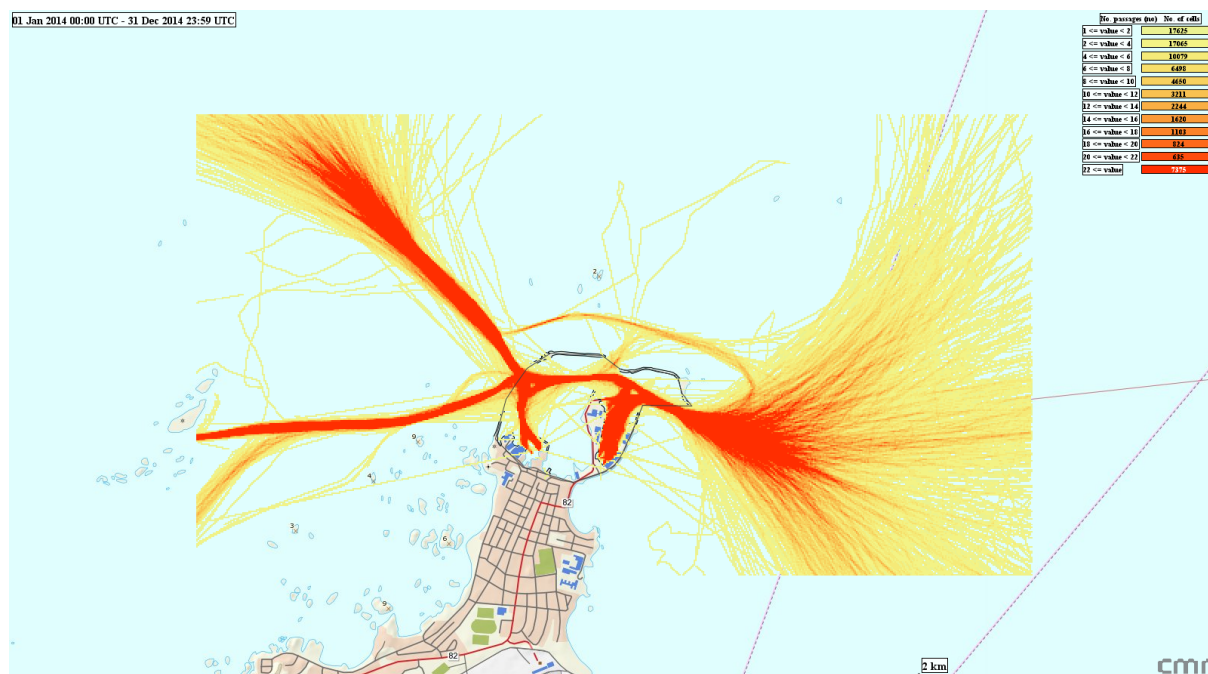 01 Jan 2014 00:00 UTC - 31 Dec 2014 23:59 UTC
No. passages (no) No. of cells
1 <= value < 2 17625
2 <= value < 4 17065
4 <= value < 6 10079
6 <= value < 8 6498
8 <= value < 10 4650
10 <= value < 12 3211
12 <= value < 14 2244
14 <= value < 16 1620
16 <= value < 18 1103
18 <= value < 20 824
20 <= value < 22 635
22 <= value 7375
2
9
4
82
3
6
9
82
2 km
cmr